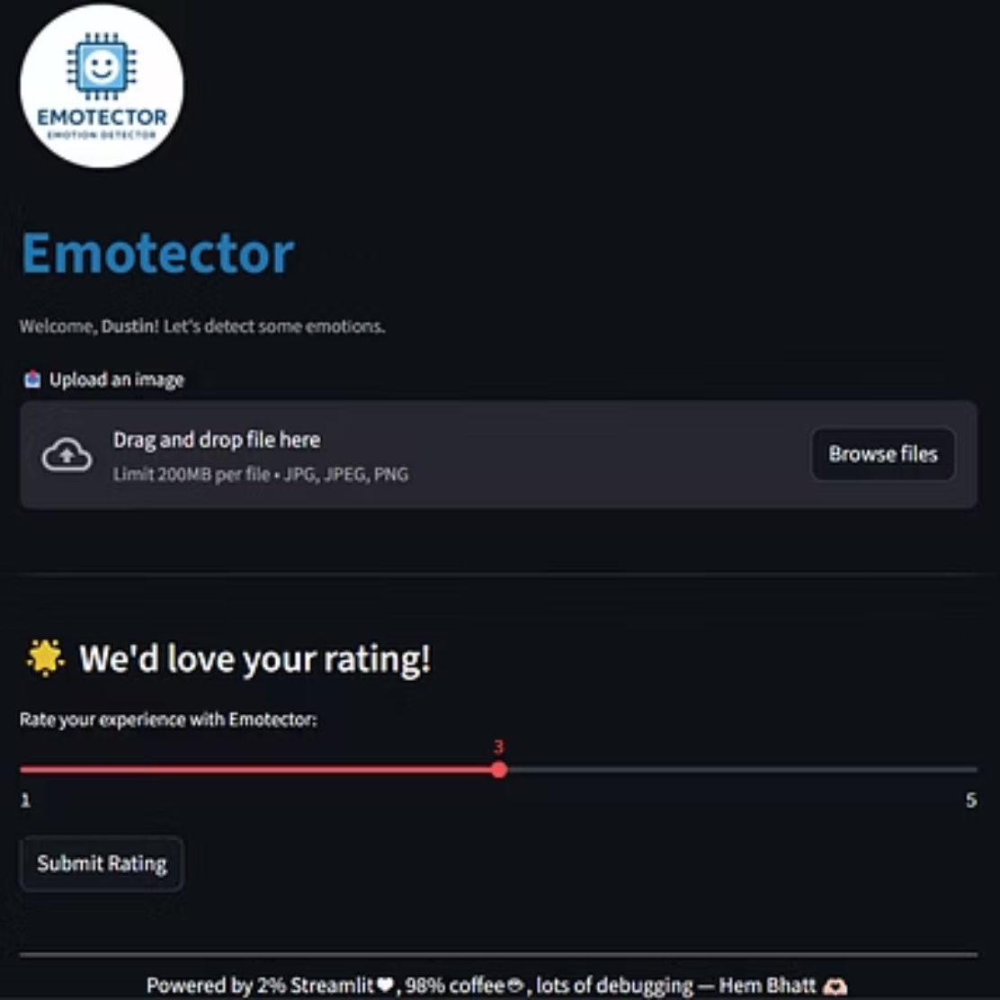 EMOTECTOR
EMOTION DETECTOR
Emotector
Welcome, Dustin! Let's detect some emotions.
📤 Upload an image
Drag and drop file here
Limit 200MB per file • JPG, JPEG, PNG
Browse files
🌟 We'd love your rating!
Rate your experience with Emotector:
3
1
5
Submit Rating
Powered by 2% Streamlit❤️, 98% coffee☕, lots of debugging — Hem Bhatt 🫶🏻